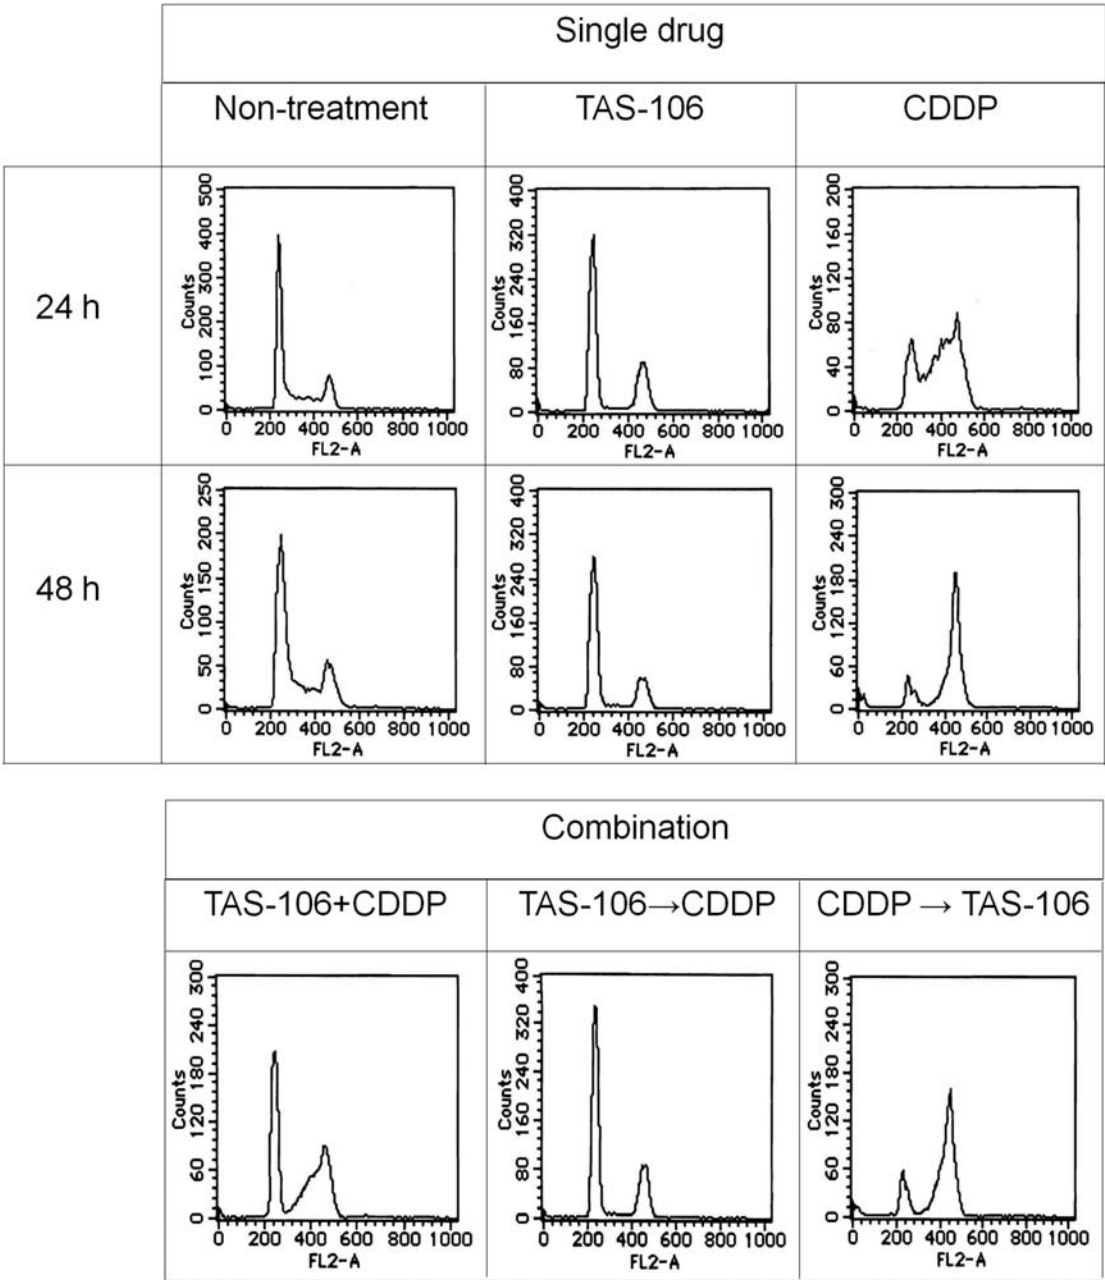 Single drug
Non-treatment TAS-106 CDDP
24 h
Counts
0 100 200 300 400 500
0 200 400 600 800 1000
FL2-A
Counts
0 80 160 240 320 400
0 200 400 600 800 1000
FL2-A
Counts
0 40 80 120 160 200
0 200 400 600 800 1000
FL2-A
48 h
Counts
0 50 100 150 200 250
0 200 400 600 800 1000
FL2-A
Counts
0 80 160 240 320 400
0 200 400 600 800 1000
FL2-A
Counts
0 60 120 180 240 300
0 200 400 600 800 1000
FL2-A
Combination
TAS-106+CDDP TAS-106→CDDP CDDP → TAS-106
Counts
0 60 120 180 240 300
0 200 400 600 800 1000
FL2-A
Counts
0 80 160 240 320 400
0 200 400 600 800 1000
FL2-A
Counts
0 60 120 180 240 300
0 200 400 600 800 1000
FL2-A